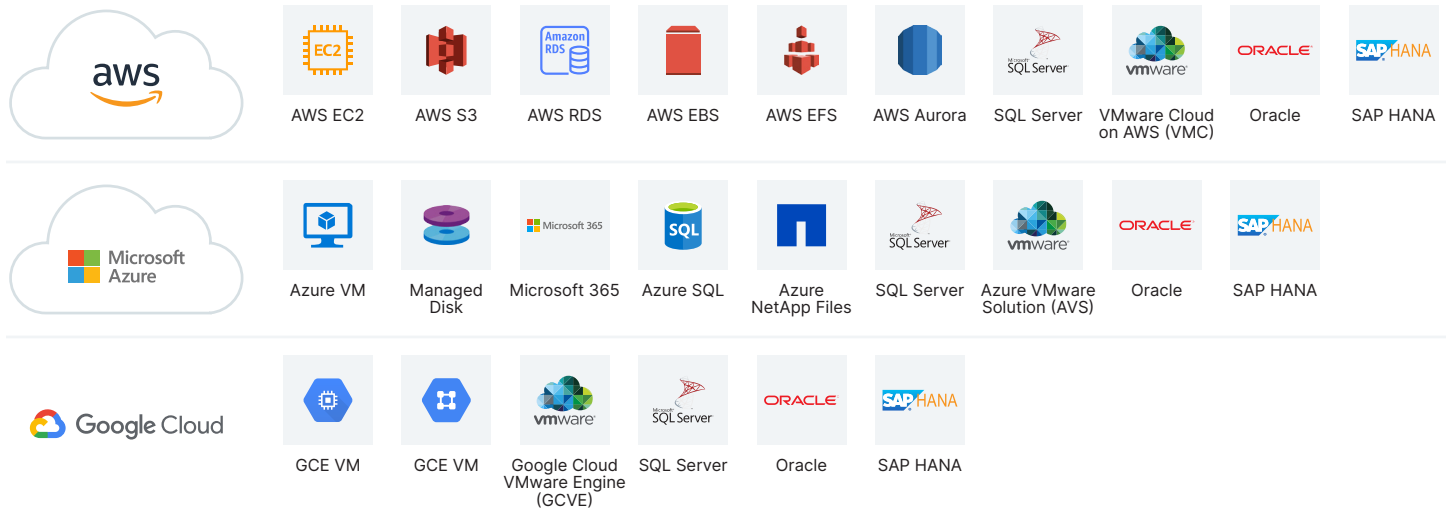 aws
EC2
Amazon
RDS
Microsoft
SQL Server
vmware
ORACLE
SAP HANA
AWS EC2
AWS S3
AWS RDS
AWS EBS
AWS EFS
AWS Aurora
SQL Server
VMware Cloud
on AWS (VMC)
Oracle
SAP HANA
Microsoft
Azure
Microsoft 365
SQL
Microsoft
SQL Server
vmware
ORACLE
SAP HANA
Azure VM
Managed
Disk
Microsoft 365
Azure SQL
Azure
NetApp Files
SQL Server
Azure VMware
Solution (AVS)
Oracle
SAP HANA
Google Cloud
vmware
Microsoft
SQL Server
ORACLE
SAP HANA
GCE VM
GCE VM
Google Cloud
VMware Engine
(GCVE)
SQL Server
Oracle
SAP HANA